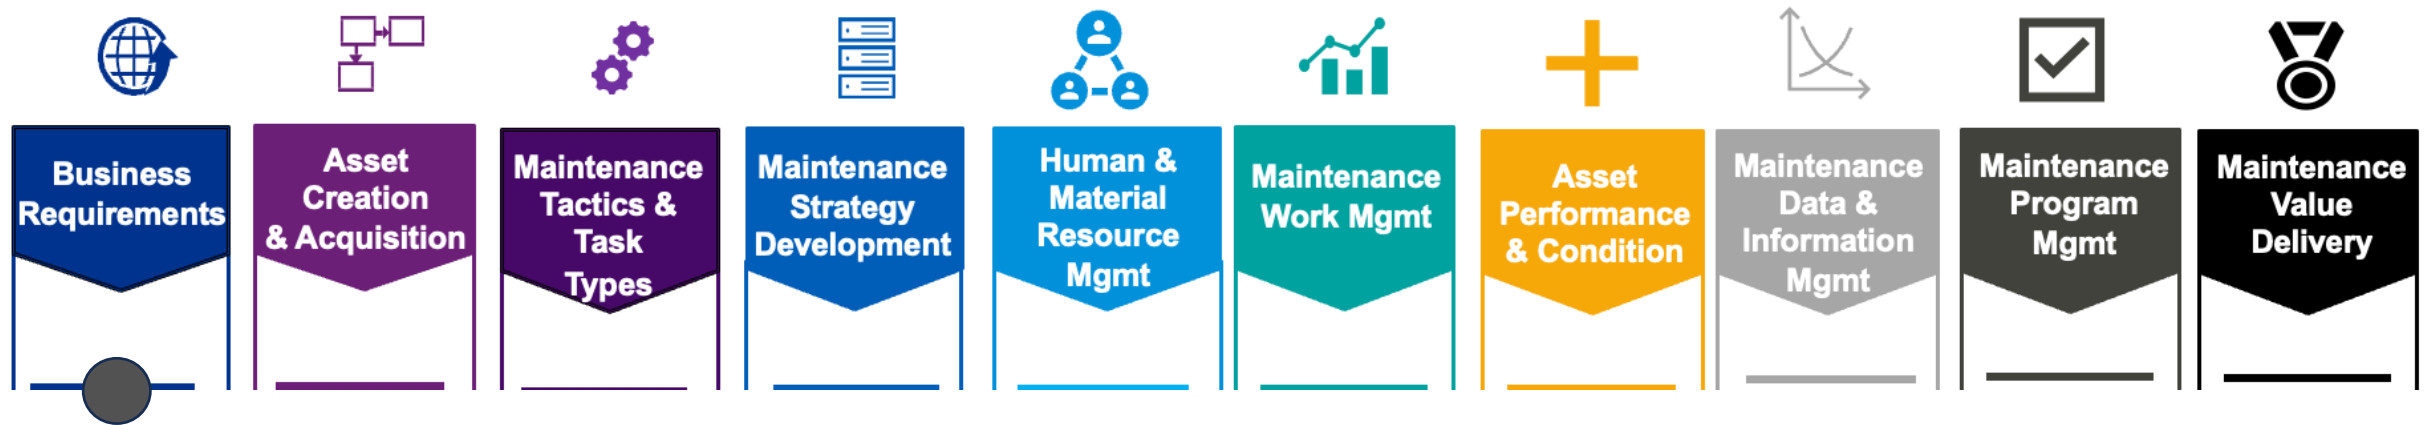 Business
Requirements
Asset
Creation
& Acquisition
Maintenance
Tactics &
Task
Types
Maintenance
Strategy
Development
Human &
Material
Resource
Mgmt
Maintenance
Work Mgmt
Asset
Performance
& Condition
Maintenance
Data &
Information
Mgmt
Maintenance
Program
Mgmt
Maintenance
Value
Delivery